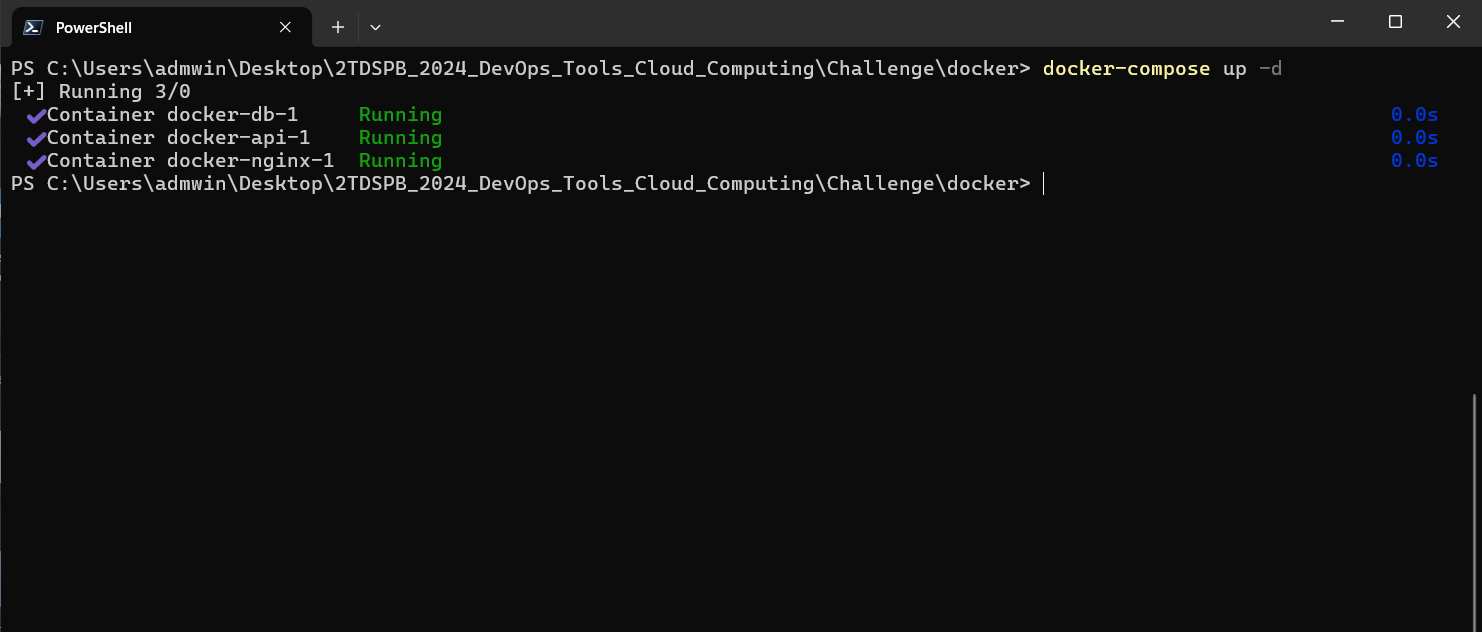 PowerShell
PS C:\Users\admwin\Desktop\2TDSPB_2024_DevOps_Tools_Cloud_Computing\Challenge\docker> docker-compose up -d
[+] Running 3/0
✔Container docker-db-1 Running 0.0s
✔Container docker-api-1 Running 0.0s
✔Container docker-nginx-1 Running 0.0s
PS C:\Users\admwin\Desktop\2TDSPB_2024_DevOps_Tools_Cloud_Computing\Challenge\docker>